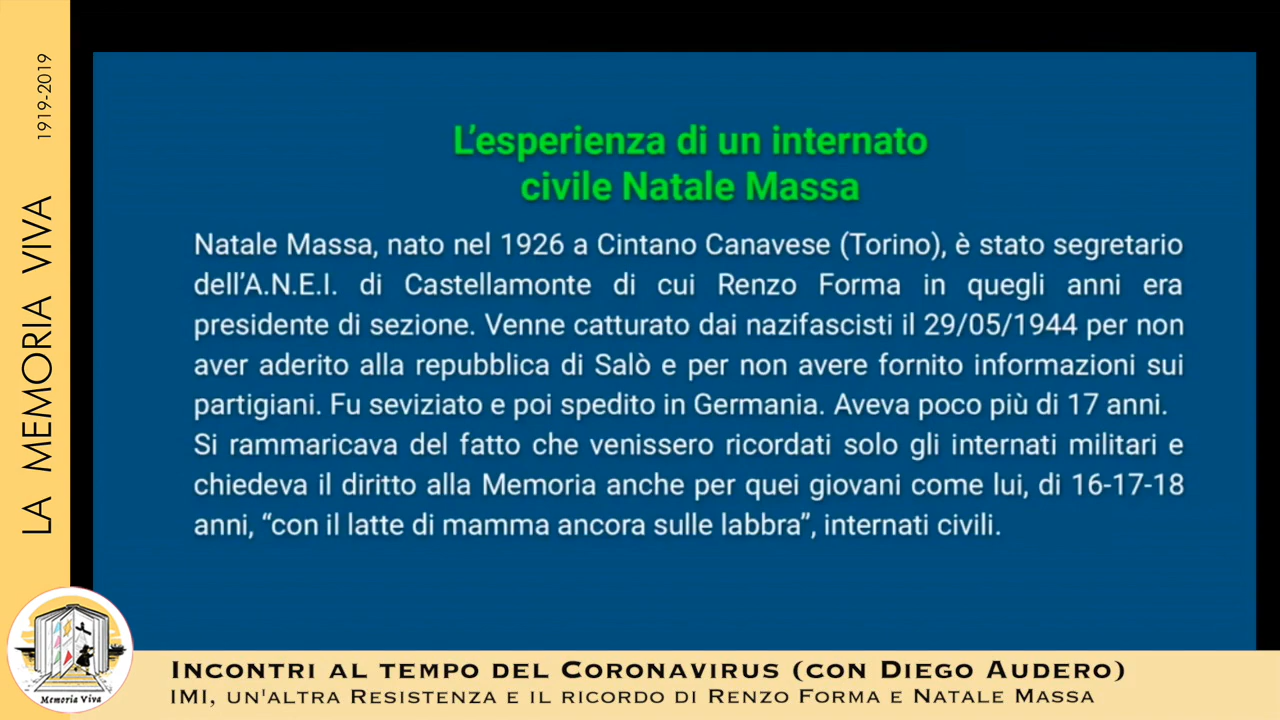 1919-2019
LA MEMORIA VIVA
L'esperienza di un internato
civile Natale Massa
Natale Massa, nato nel 1926 a Cintano Canavese (Torino), è stato segretario
dell'A.N.E.I. di Castellamonte di cui Renzo Forma in quegli anni era
presidente di sezione. Venne catturato dai nazifascisti il 29/05/1944 per non
aver aderito alla repubblica di Salò e per non avere fornito informazioni sui
partigiani. Fu seviziato e poi spedito in Germania. Aveva poco più di 17 anni.
Si rammaricava del fatto che venissero ricordati solo gli internati militari e
chiedeva il diritto alla Memoria anche per quei giovani come lui, di 16-17-18
anni, “con il latte di mamma ancora sulle labbra”, internati civili.
Memoria Viva
Incontri al tempo del Coronavirus (con Diego Audero)
IMI, un'altra Resistenza e il ricordo di Renzo Forma e Natale Massa